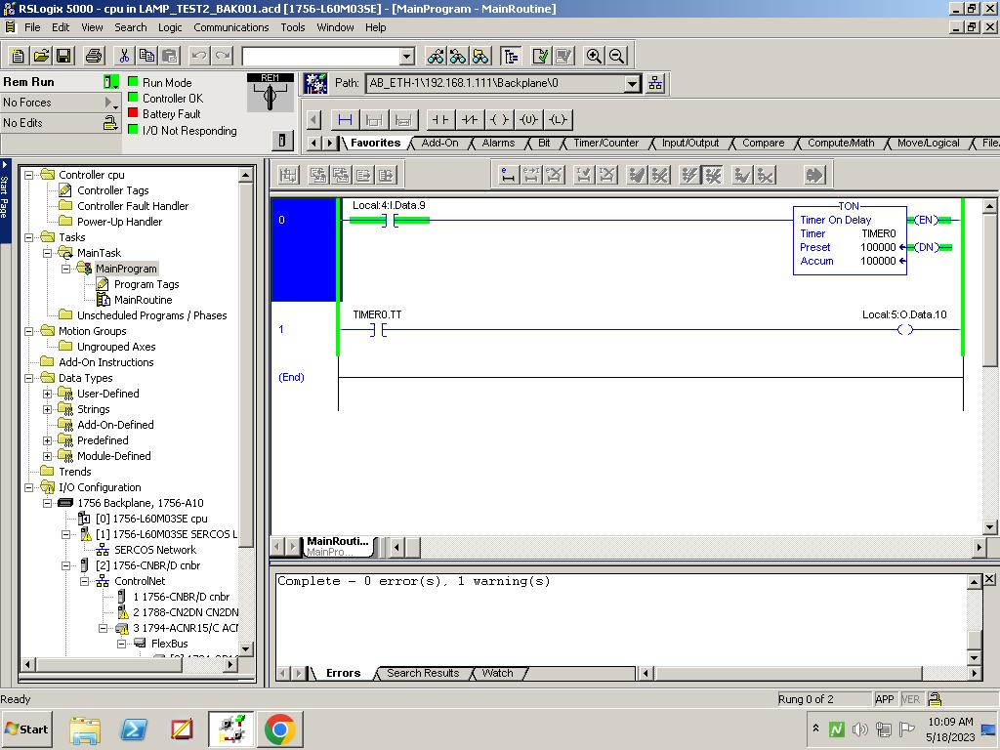 RSLogix 5000 - cpu in LAMP_TEST2_BAK001.acd [1756-L60M03SE] - [MainProgram - MainRoutine]
File Edit View Search Logic Communications Tools Window Help
Rem Run
No Forces
No Edits
Run Mode
Controller OK
Battery Fault
I/O Not Responding
REM
Path: AB_ETH-1\192.168.1.111\Backplane\0
Favorites Add-On Alarms Bit Timer/Counter Input/Output Compare Compute/Math Move/Logical File
Start Page
Controller cpu
Controller Tags
Controller Fault Handler
Power-Up Handler
Tasks
MainTask
MainProgram
Program Tags
MainRoutine
Unscheduled Programs / Phases
Motion Groups
Ungrouped Axes
Add-On Instructions
Data Types
User-Defined
Strings
Add-On-Defined
Predefined
Module-Defined
Trends
I/O Configuration
1756 Backplane, 1756-A10
[0] 1756-L60M03SE cpu
[1] 1756-L60M03SE SERCOS L
SERCOS Network
[2] 1756-CNBR/D cnbr
ControlNet
1 1756-CNBR/D cnbr
2 1788-CN2DN CN2DN
3 1794-ACNR15/C ACN
FlexBus
0
Local:4:I.Data.9
TON
Timer On Delay
Timer TIMER0
Preset 100000
Accum 100000
(EN)
(DN)
1
TIMER0.TT
Local:5:O.Data.10
(End)
MainRouti...
MainPro...
Complete - 0 error(s), 1 warning(s)
Errors Search Results Watch
Ready
Rung 0 of 2
APP
VER
Start
10:09 AM
5/18/2023